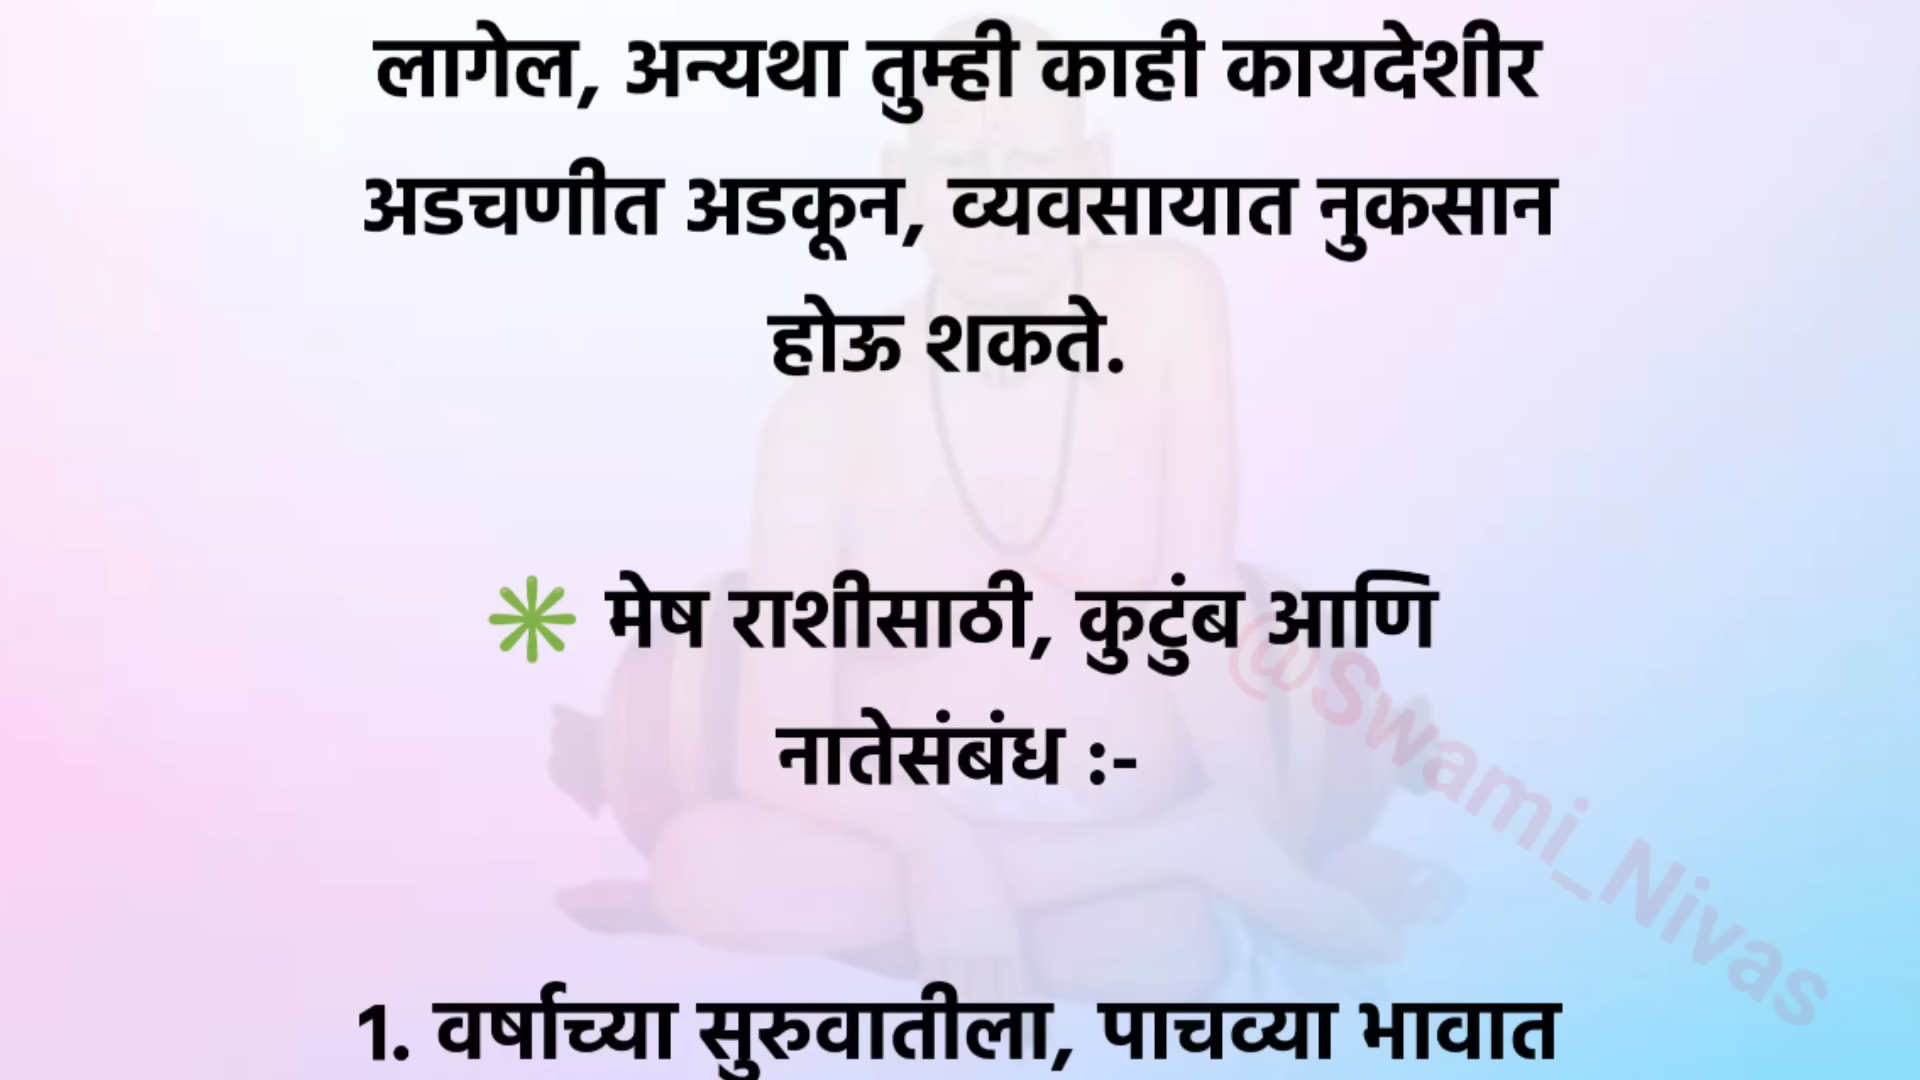 लागेल, अन्यथा तुम्ही काही कायदेशीर
अडचणीत अडकून, व्यवसायात नुकसान
होऊ शकते.
✳️ मेष राशीसाठी, कुटुंब आणि
नातेसंबंध :-
@Swami_Nivas
1. वर्षाच्या सुरुवातीला, पाचव्या भावात